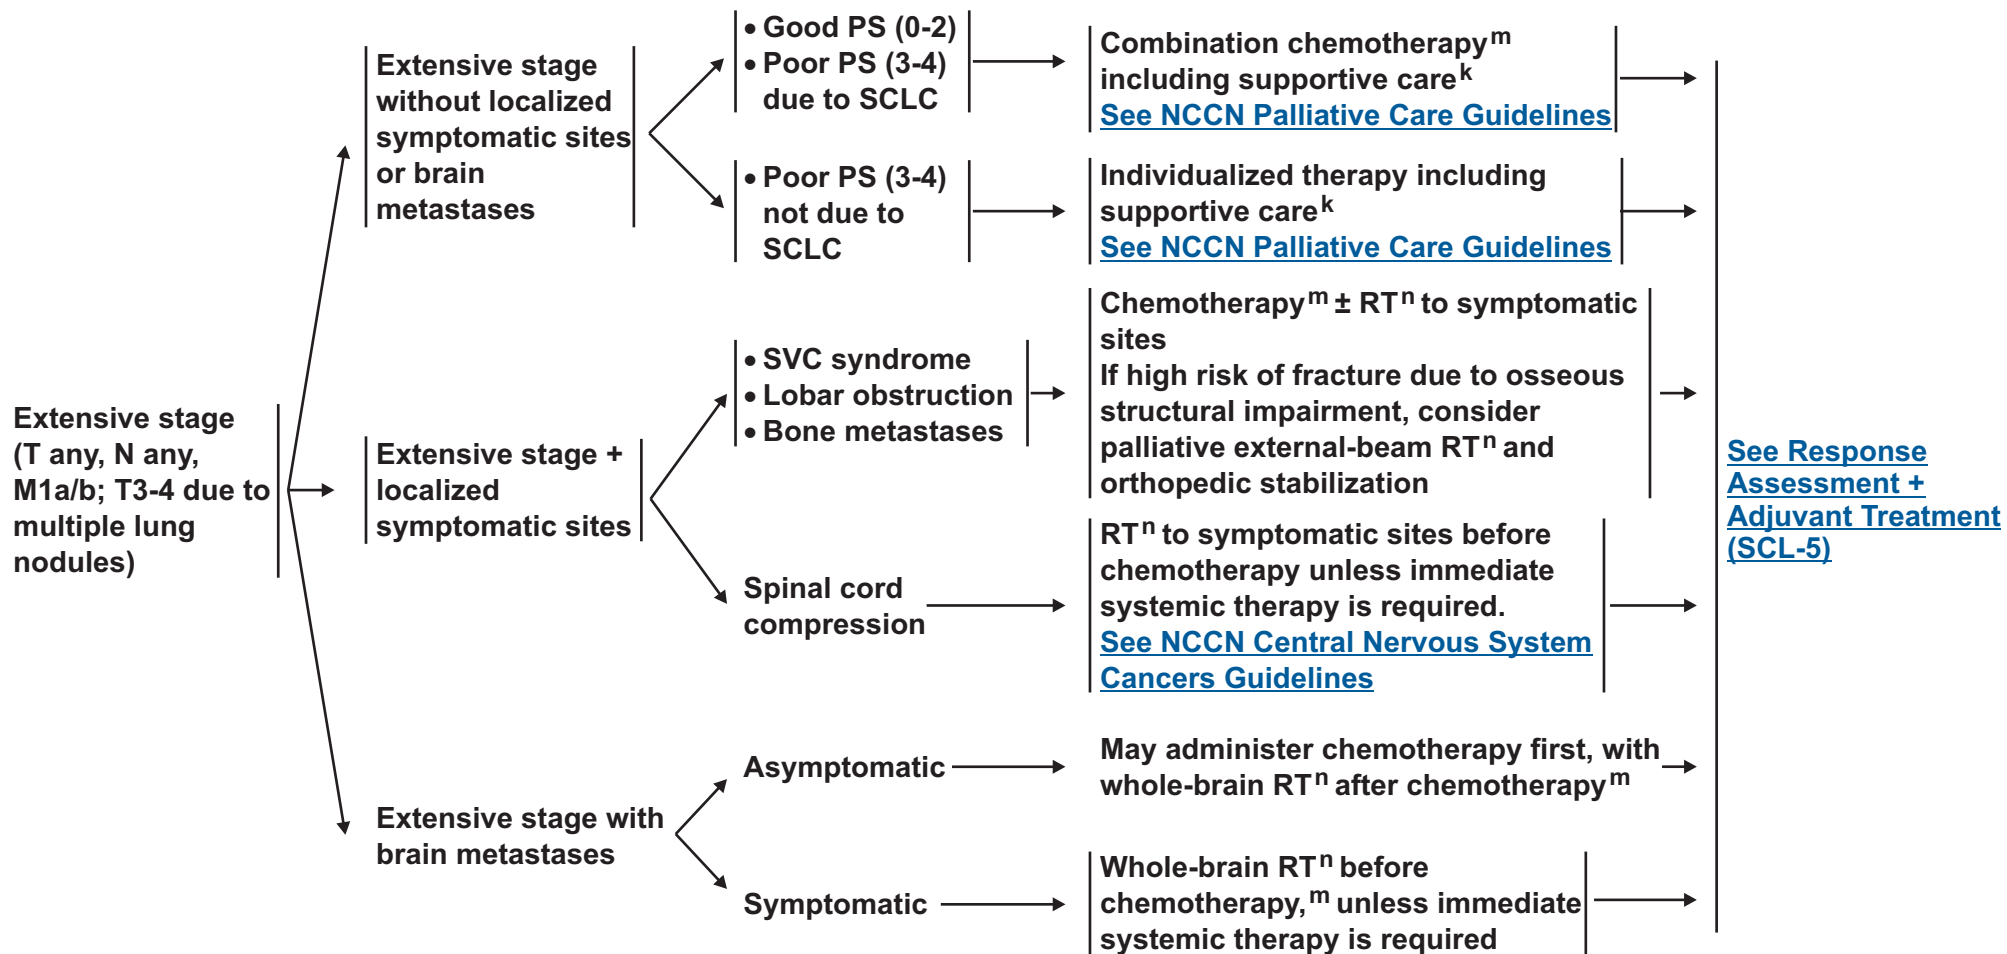 Extensive stage
(T any, N any,
M1a/b; T3-4 due to
multiple lung
nodules)
Extensive stage
without localized
symptomatic sites
or brain
metastases
• Good PS (0-2)
• Poor PS (3-4)
due to SCLC
Combination chemotherapy m
including supportive care k
See NCCN Palliative Care Guidelines
• Poor PS (3-4)
not due to
SCLC
Individualized therapy including
supportive care k
See NCCN Palliative Care Guidelines
Extensive stage +
localized
symptomatic sites
• SVC syndrome
• Lobar obstruction
• Bone metastases
Chemotherapy m ± RT n to symptomatic
sites
If high risk of fracture due to osseous
structural impairment, consider
palliative external-beam RT n and
orthopedic stabilization
Spinal cord
compression
RT n to symptomatic sites before
chemotherapy unless immediate
systemic therapy is required.
See NCCN Central Nervous System
Cancers Guidelines
Extensive stage with
brain metastases
Asymptomatic
May administer chemotherapy first, with
whole-brain RT n after chemotherapy m
Symptomatic
Whole-brain RT n before
chemotherapy, m unless immediate
systemic therapy is required
See Response
Assessment +
Adjuvant Treatment
(SCL-5)